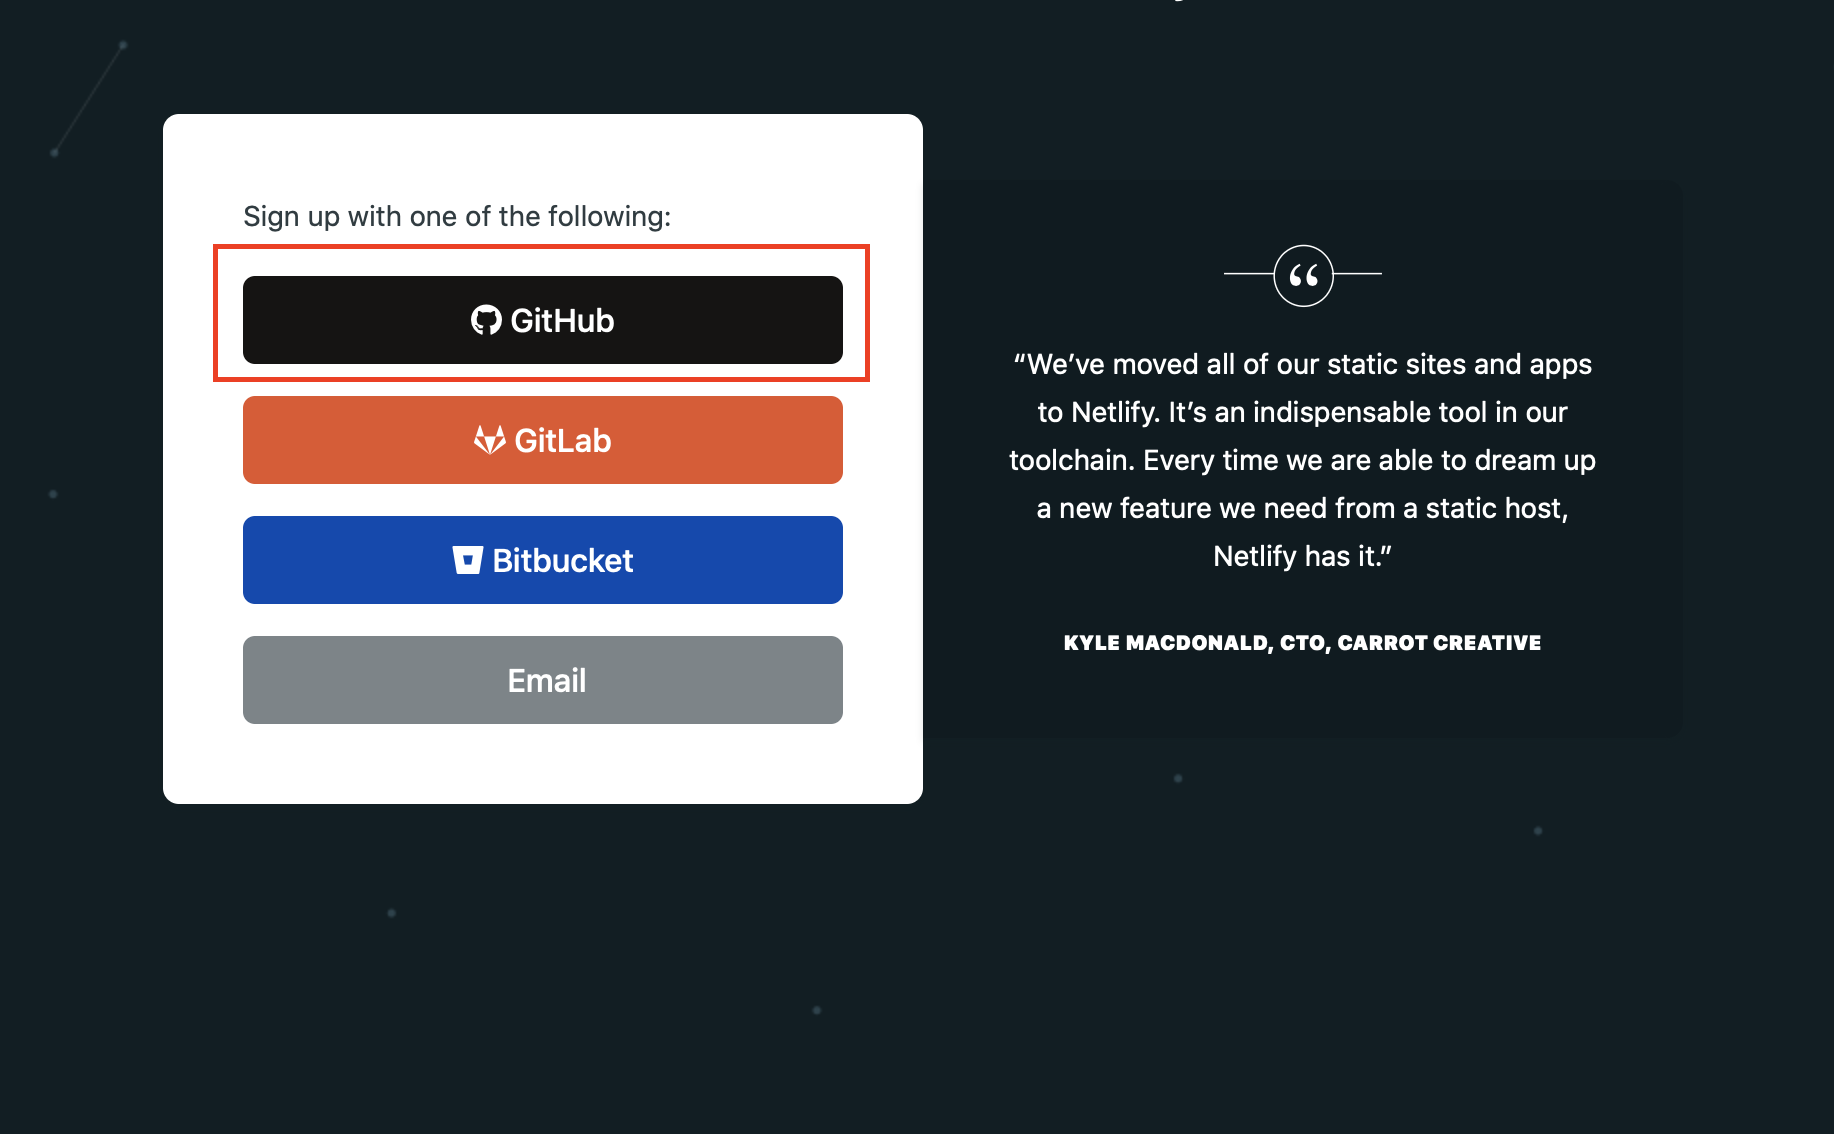 Sign up with one of the following:
GitHub
GitLab
Bitbucket
Email
“We’ve moved all of our static sites and apps
to Netlify. It’s an indispensable tool in our
toolchain. Every time we are able to dream up
a new feature we need from a static host,
Netlify has it.”
KYLE MACDONALD, CTO, CARROT CREATIVE